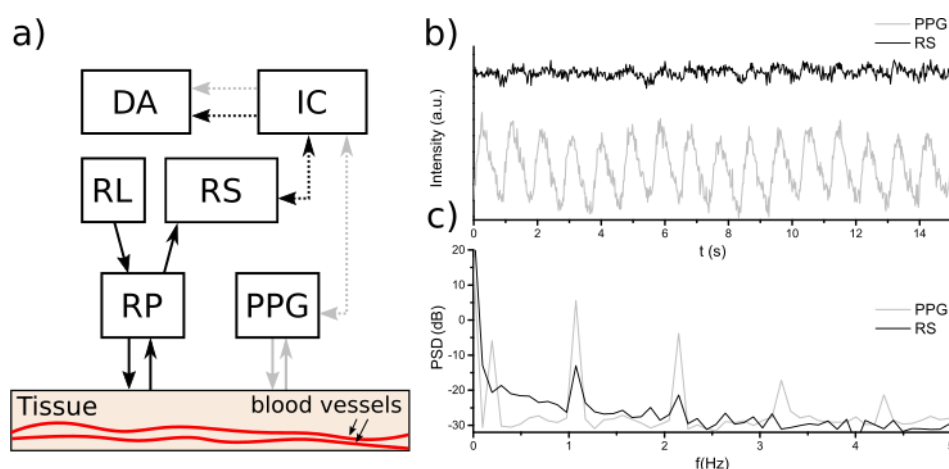 a)
DA
IC
RL
RS
RP
PPG
Tissue
blood vessels
b)
PPG
RS
Intensity (a.u.)
0 2 4 6 8 10 12 14
t (s)
c)
PPG
RS
PSD (dB)
20
10
0
-10
-20
-30
0 1 2 3 4 5
f(Hz)